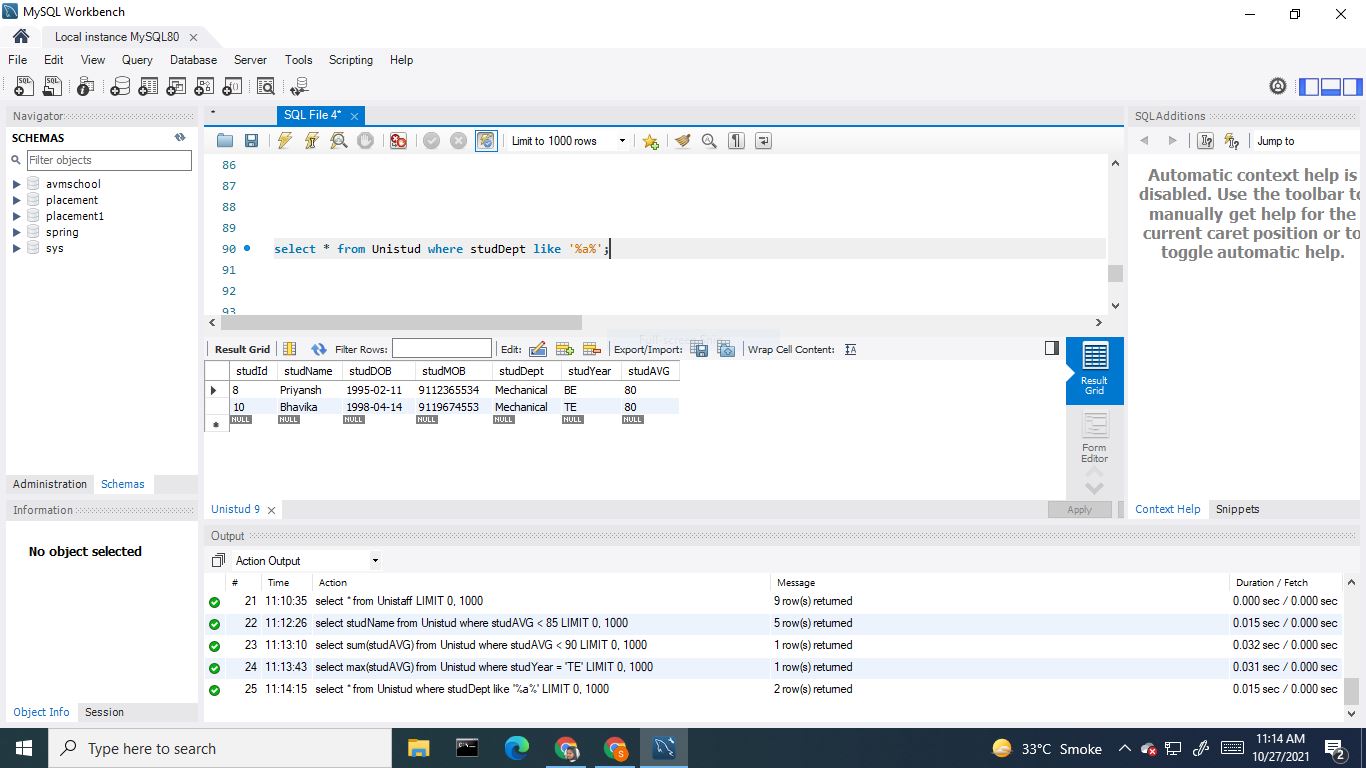 MySQL Workbench
Local instance MySQL80
File Edit View Query Database Server Tools Scripting Help
Navigator
SCHEMAS
Filter objects
avmschool
placement
placement1
spring
sys
Administration Schemas
Information
No object selected
Object Info Session
* SQL File 4*
Limit to 1000 rows
86
87
88
89
90 select * from Unistud where studDept like '%a%';
91
92
93
Result Grid Filter Rows: Edit: Export/Import: Wrap Cell Content:
studId studName studDOB studMOB studDept studYear studAVG
8 Priyansh 1995-02-11 9112365534 Mechanical BE 80
10 Bhavika 1998-04-14 9119674553 Mechanical TE 80
NULL NULL NULL NULL NULL NULL NULL
Result
Grid
Form
Editor
Unistud 9
Apply
SQLAdditions
Jump to
Automatic context help is
disabled. Use the toolbar to
manually get help for the
current caret position or to
toggle automatic help.
Context Help Snippets
Output
Action Output
# Time Action Message Duration / Fetch
21 11:10:35 select * from Unistaff LIMIT 0, 1000 9 row(s) returned 0.000 sec / 0.000 sec
22 11:12:26 select studName from Unistud where studAVG < 85 LIMIT 0, 1000 5 row(s) returned 0.015 sec / 0.000 sec
23 11:13:10 select sum(studAVG) from Unistud where studAVG < 90 LIMIT 0, 1000 1 row(s) returned 0.032 sec / 0.000 sec
24 11:13:43 select max(studAVG) from Unistud where studYear = 'TE' LIMIT 0, 1000 1 row(s) returned 0.031 sec / 0.000 sec
25 11:14:15 select * from Unistud where studDept like '%a%' LIMIT 0, 1000 2 row(s) returned 0.015 sec / 0.000 sec
Type here to search
33°C Smoke
11:14 AM
10/27/2021
2